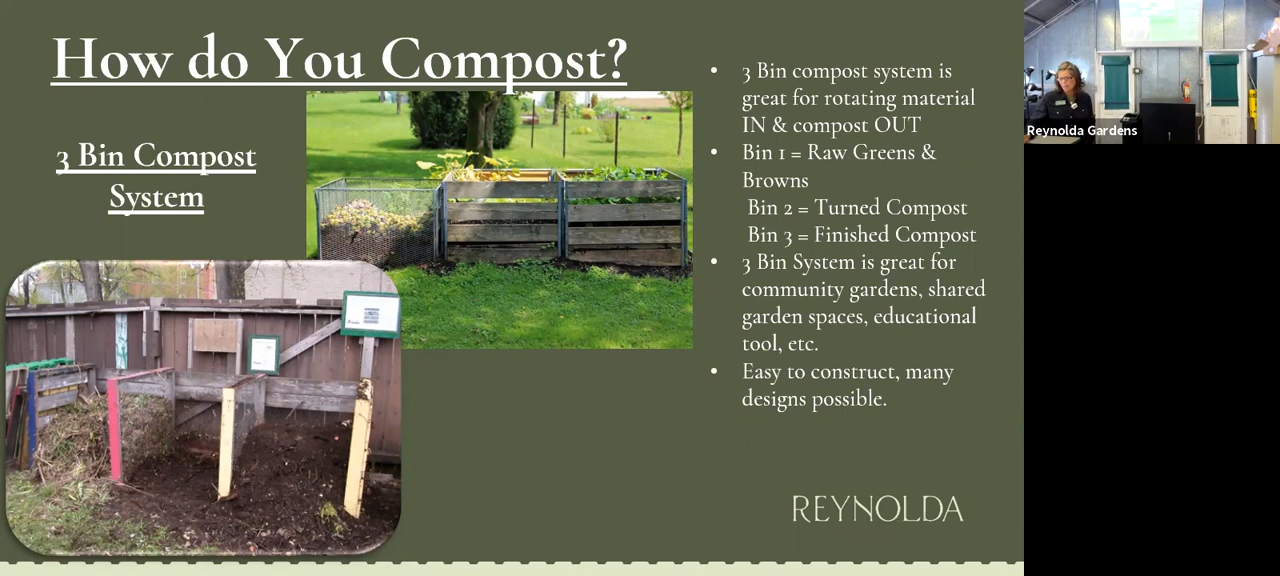 How do You Compost?
3 Bin Compost
System
• 3 Bin compost system is
great for rotating material
IN & compost OUT
• Bin 1 = Raw Greens &
Browns
Bin 2 = Turned Compost
Bin 3 = Finished Compost
• 3 Bin System is great for
community gardens, shared
garden spaces, educational
tool, etc.
• Easy to construct, many
designs possible.
REYNOLDA
Reynolda Gardens